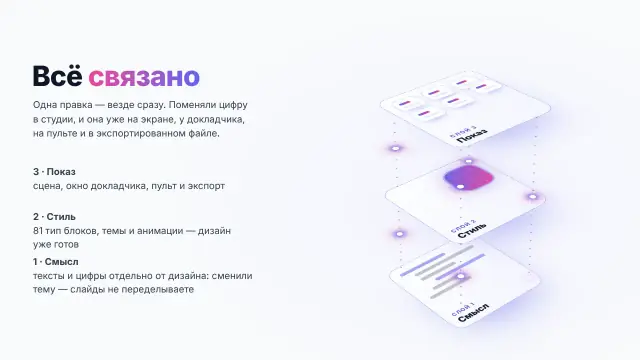 Всё связано
Одна правка — везде сразу. Поменяли цифру
в студии, и она уже на экране, у докладчика,
на пульте и в экспортированном файле.
3 · Показ
сцена, окно докладчика, пульт и экспорт
2 · Стиль
81 тип блоков, темы и анимации — дизайн
уже готов
1 · Смысл
тексты и цифры отдельно от дизайна: сменили
тему — слайды не переделываете
СЛОЙ 3
Показ
СЛОЙ 2
Стиль
СЛОЙ 1
Смысл